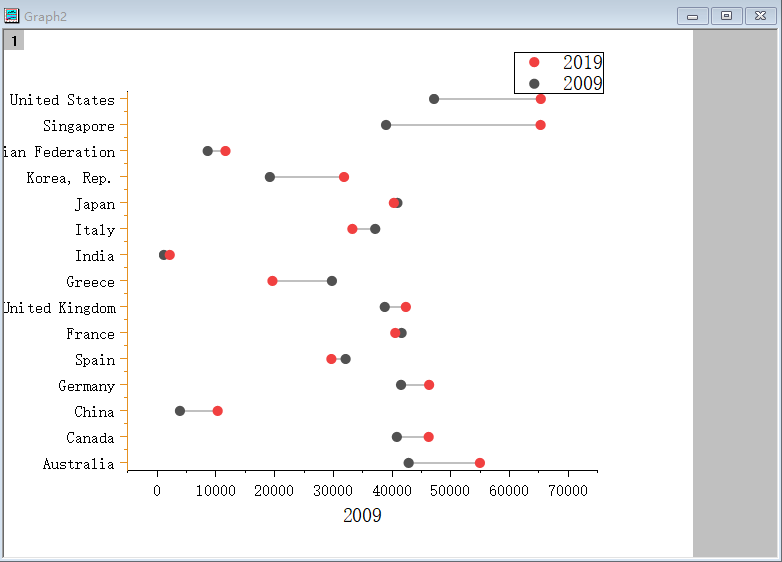 Graph2
1
2019
2009
United States
Singapore
ian Federation
Korea, Rep.
Japan
Italy
India
Greece
United Kingdom
France
Spain
Germany
China
Canada
Australia
0 10000 20000 30000 40000 50000 60000 70000
2009